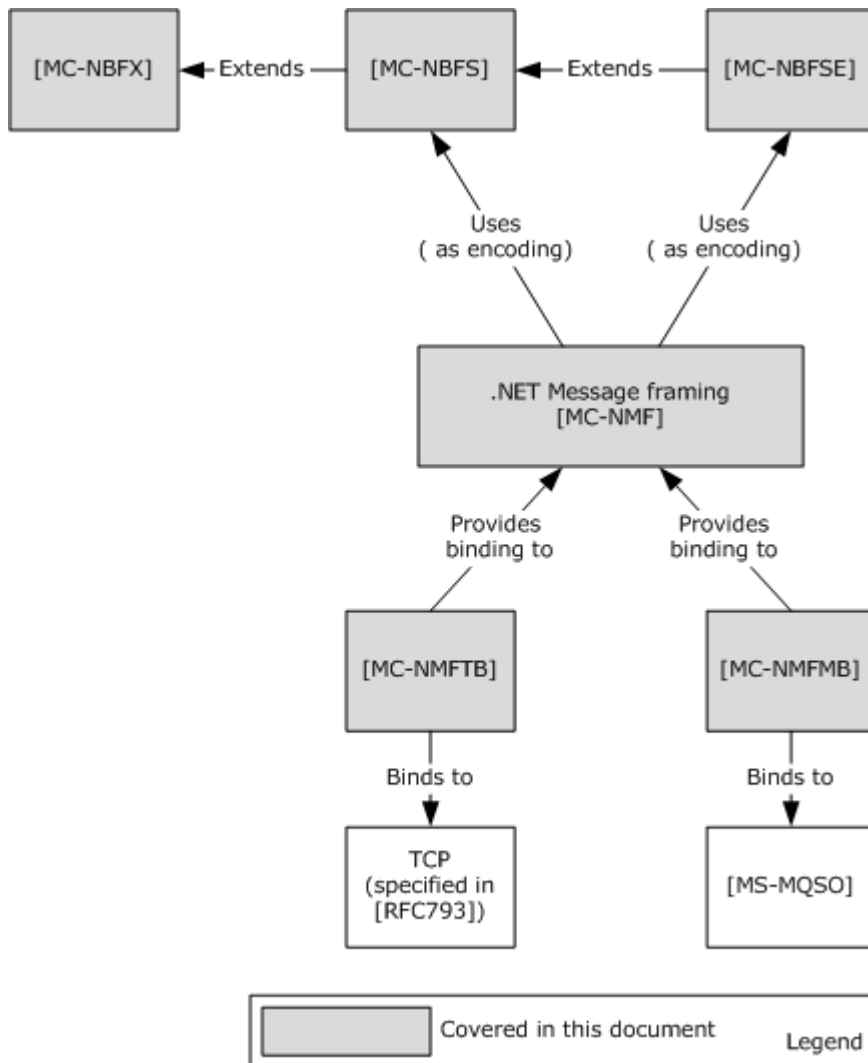 [MC-NBFX]
Extends
[MC-NBFS]
Extends
[MC-NBFSE]
Uses
( as encoding)
Uses
( as encoding)
.NET Message framing
[MC-NMF]
Provides
binding to
Provides
binding to
[MC-NMFTB]
[MC-NMFMB]
Binds to
Binds to
TCP
(specified in
[RFC793])
[MS-MQSO]
Covered in this document
Legend